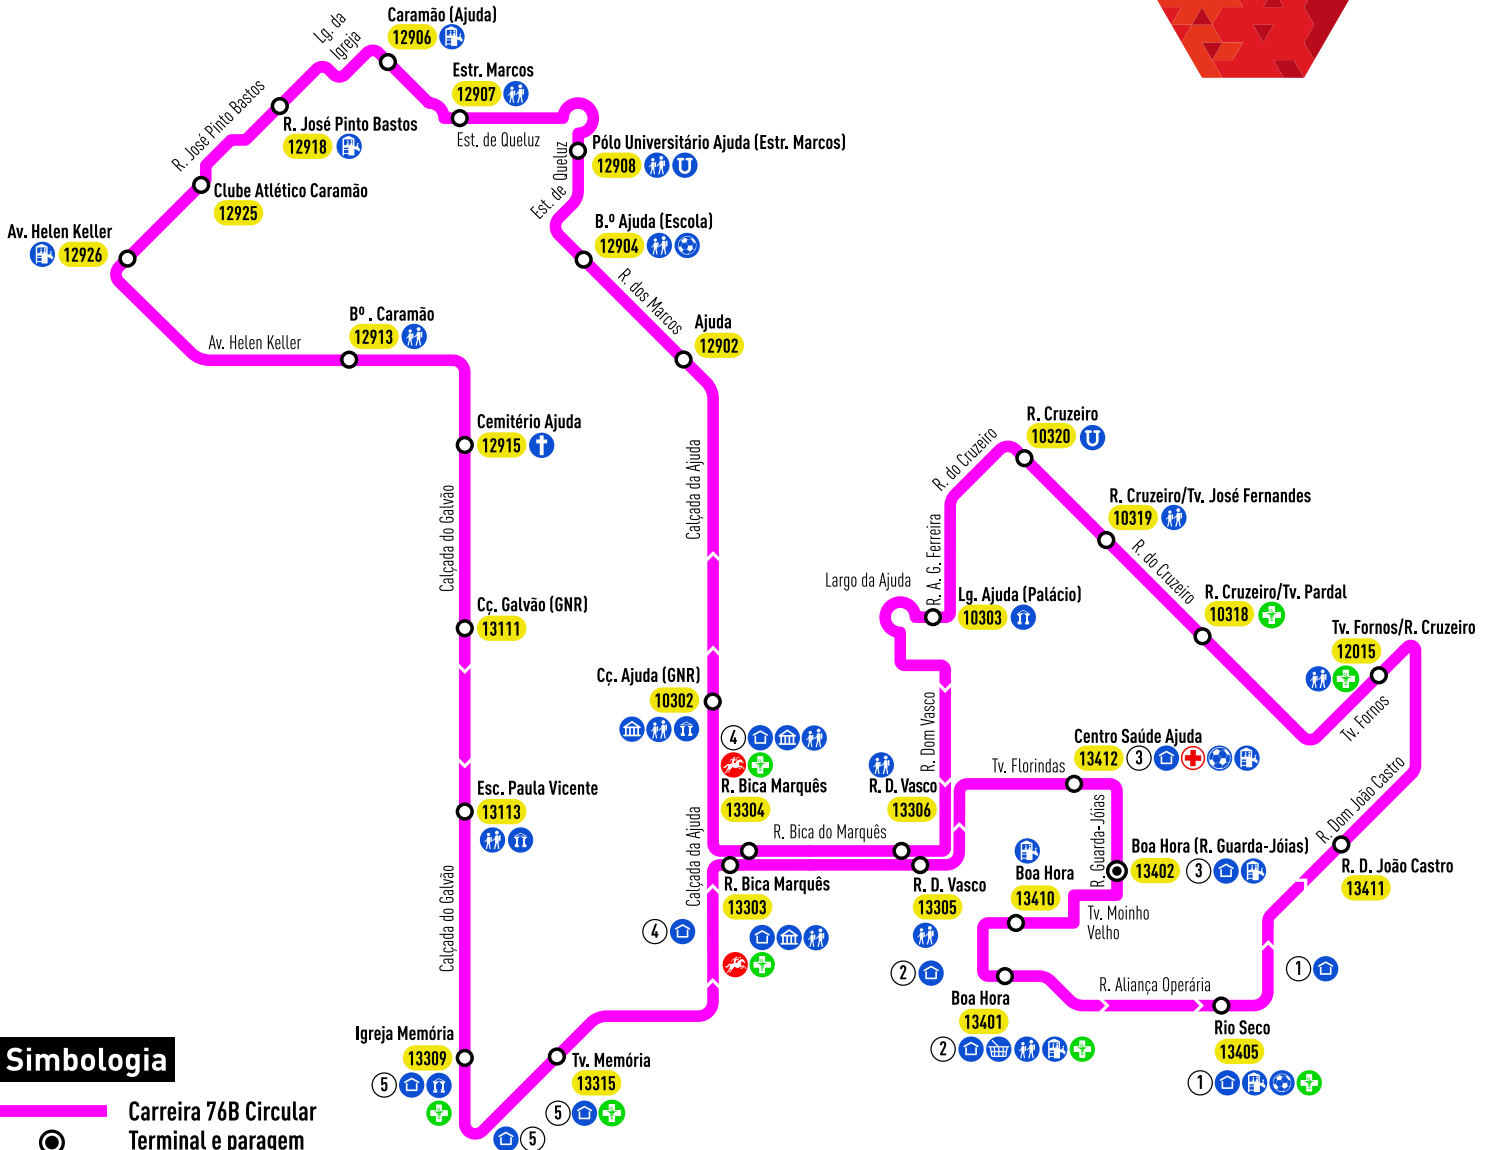 Caramão (Ajuda)
12906
Lg. da
Igreja
Estr. Marcos
12907
Est. de Queluz
R. José Pinto Bastos
R. José Pinto Bastos
12918
Pólo Universitário Ajuda (Estr. Marcos)
12908
Est. de Queluz
Clube Atlético Caramão
12925
B.º Ajuda (Escola)
12904
Av. Helen Keller
12926
R. dos Marcos
Bº . Caramão
12913
Av. Helen Keller
Ajuda
12902
Cemitério Ajuda
12915
Calçada do Galvão
Calçada da Ajuda
R. Cruzeiro
10320
R. do Cruzeiro
R. Cruzeiro/Tv. José Fernandes
10319
R. do Cruzeiro
R. A. G. Ferreira
Largo da Ajuda
Lg. Ajuda (Palácio)
10303
R. Cruzeiro/Tv. Pardal
10318
Cç. Galvão (GNR)
13111
Tv. Fornos/R. Cruzeiro
12015
Tv. Fornos
Cç. Ajuda (GNR)
10302
4
R. Bica Marquês
13304
R. Dom Vasco
R. D. Vasco
13306
Centro Saúde Ajuda
13412 3
Tv. Florindas
Esc. Paula Vicente
13113
R. Bica do Marquês
Calçada da Ajuda
R. Guarda-Jóias
Boa Hora (R. Guarda-Jóias)
13402 3
R. Dom João Castro
R. D. João Castro
13411
R. Bica Marquês
13303
4
R. D. Vasco
13305
2
Boa Hora
13410
Tv. Moinho
Velho
Calçada do Galvão
R. Aliança Operária
1
Boa Hora
13401
2
Rio Seco
13405
1
Igreja Memória
13309
5
Tv. Memória
13315
5
5
Simbologia
Carreira 76B Circular
Terminal e paragem